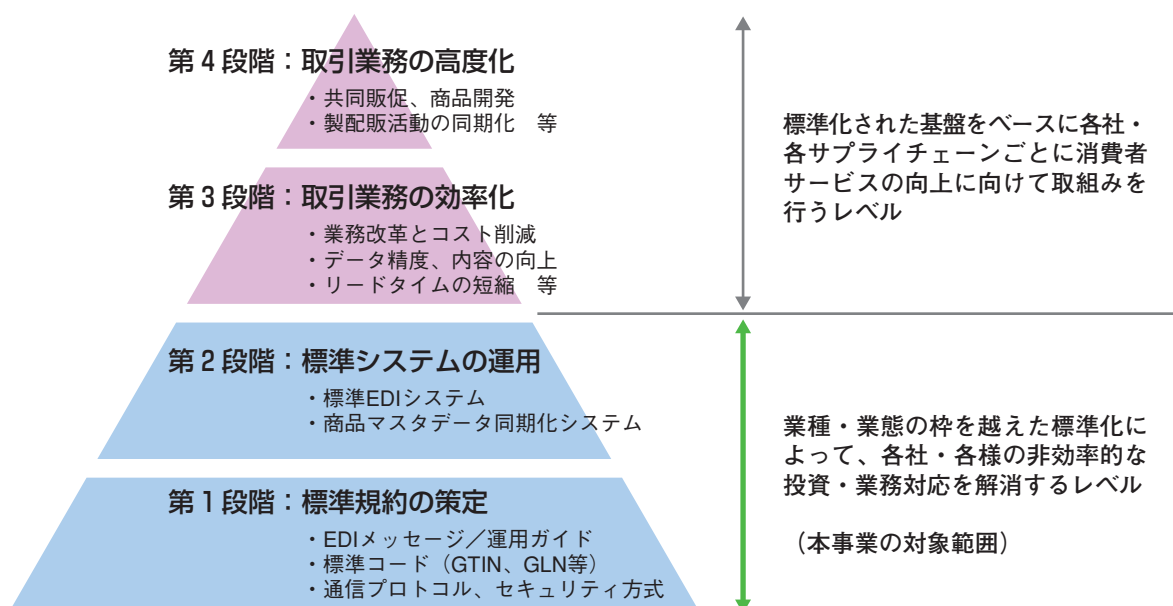 第4段階：取引業務の高度化
・共同販促、商品開発
・製配販活動の同期化　等
第3段階：取引業務の効率化
・業務改革とコスト削減
・データ精度、内容の向上
・リードタイムの短縮　等
第2段階：標準システムの運用
・標準EDIシステム
・商品マスタデータ同期化システム
第1段階：標準規約の策定
・EDIメッセージ／運用ガイド
・標準コード（GTIN、GLN等）
・通信プロトコル、セキュリティ方式
標準化された基盤をベースに各社・
各サプライチェーンごとに消費者
サービスの向上に向けて取組みを
行うレベル
業種・業態の枠を越えた標準化に
よって、各社・各様の非効率的な
投資・業務対応を解消するレベル
（本事業の対象範囲）